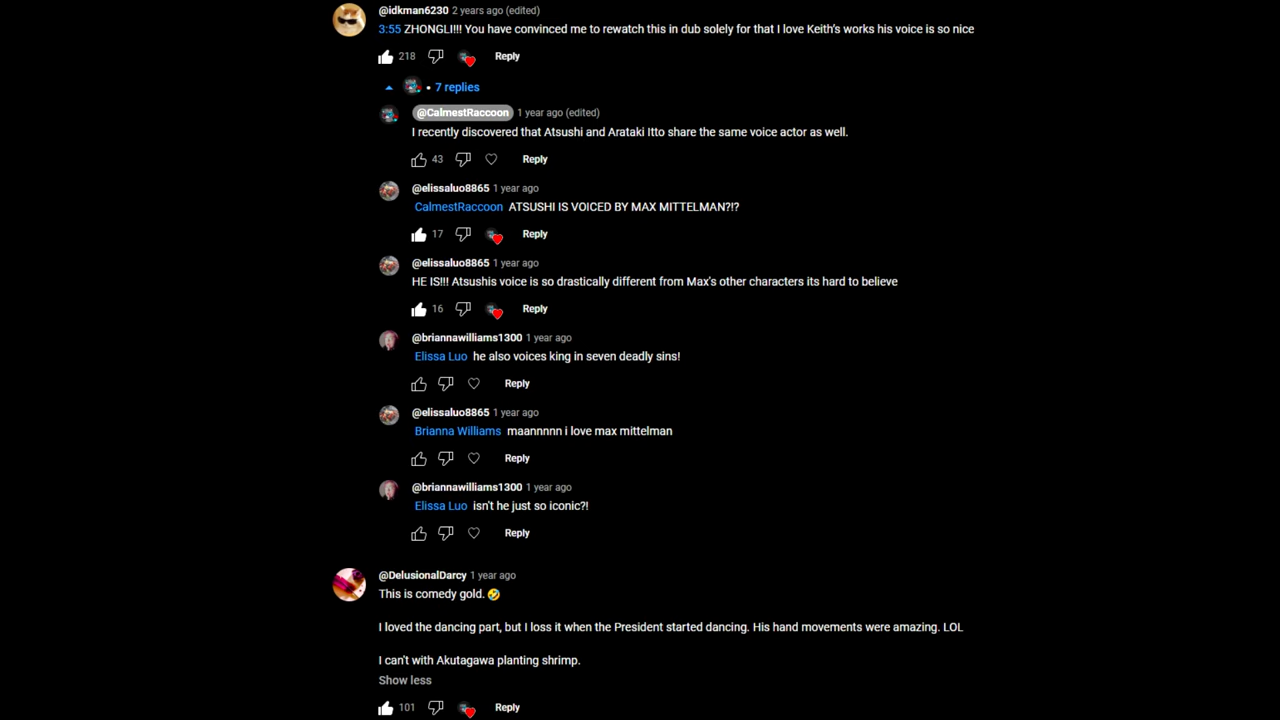 @idkman6230 2 years ago (edited)
3:55 ZHONGLI!!! You have convinced me to rewatch this in dub solely for that I love Keith's works his voice is so nice
218 Reply
7 replies
@CalmestRaccoon 1 year ago (edited)
I recently discovered that Atsushi and Arataki Itto share the same voice actor as well.
43 Reply
@elissaluo8865 1 year ago
CalmestRaccoon ATSUSHI IS VOICED BY MAX MITTELMAN?!?
17 Reply
@elissaluo8865 1 year ago
HE IS!!! Atsushis voice is so drastically different from Max's other characters its hard to believe
16 Reply
@briannawilliams1300 1 year ago
Elissa Luo he also voices king in seven deadly sins!
Reply
@elissaluo8865 1 year ago
Brianna Williams maannnnn i love max mittelman
Reply
@briannawilliams1300 1 year ago
Elissa Luo isn't he just so iconic?!
Reply
@DelusionalDarcy 1 year ago
This is comedy gold. 🤣
I loved the dancing part, but I loss it when the President started dancing. His hand movements were amazing. LOL
I can't with Akutagawa planting shrimp.
Show less
101 Reply